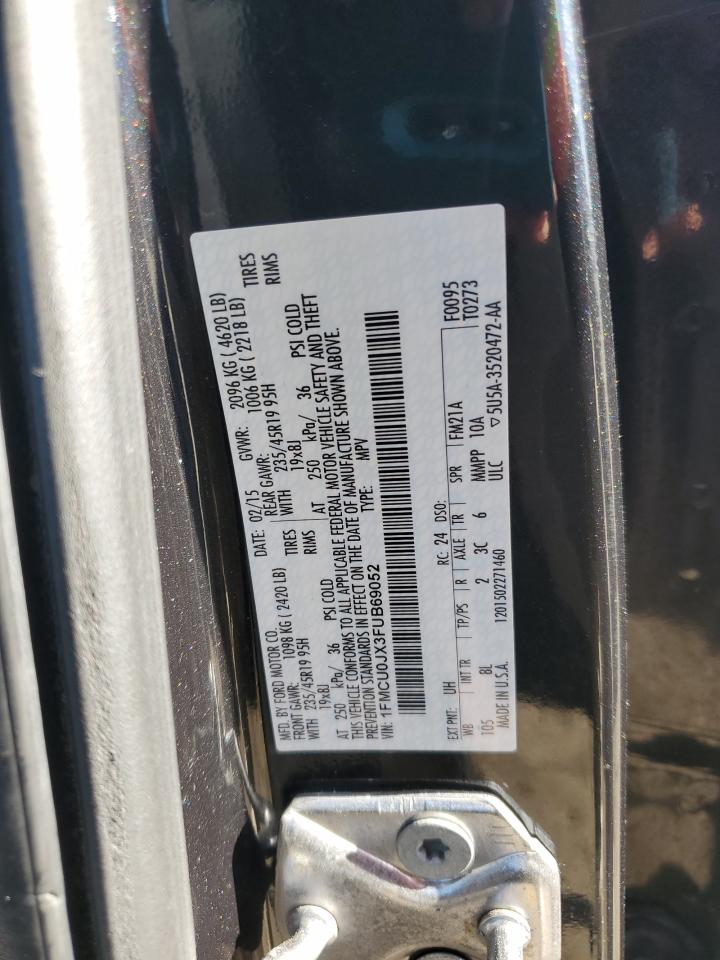 MFD. BY FORD MOTOR CO. DATE: 02/15 GVWR: 2096 KG ( 4620 LB)
FRONT GAWR: REAR GAWR:
1098 KG ( 2420 LB) 1006 KG ( 2218 LB)
WITH 235/45R19 95H TIRES WITH 235/45R19 95H TIRES
19x8J RIMS 19x8J RIMS
AT 250 kPa/ 36 PSI COLD AT 250 kPa/ 36 PSI COLD
THIS VEHICLE CONFORMS TO ALL APPLICABLE FEDERAL MOTOR VEHICLE SAFETY AND THEFT
PREVENTION STANDARDS IN EFFECT ON THE DATE OF MANUFACTURE SHOWN ABOVE.
VIN: 1FMCU0JX3FUB69052 TYPE: MPV
F0095
EXT PNT: UH RC: 24 DSO: T0273
WB INT TR TP/PS R AXLE TR SPR FM21A
105 8L 2 3C 6 MMPP 10A
MADE IN U.S.A. 1201502271460 ULC ▽5U5A-3520472-AA